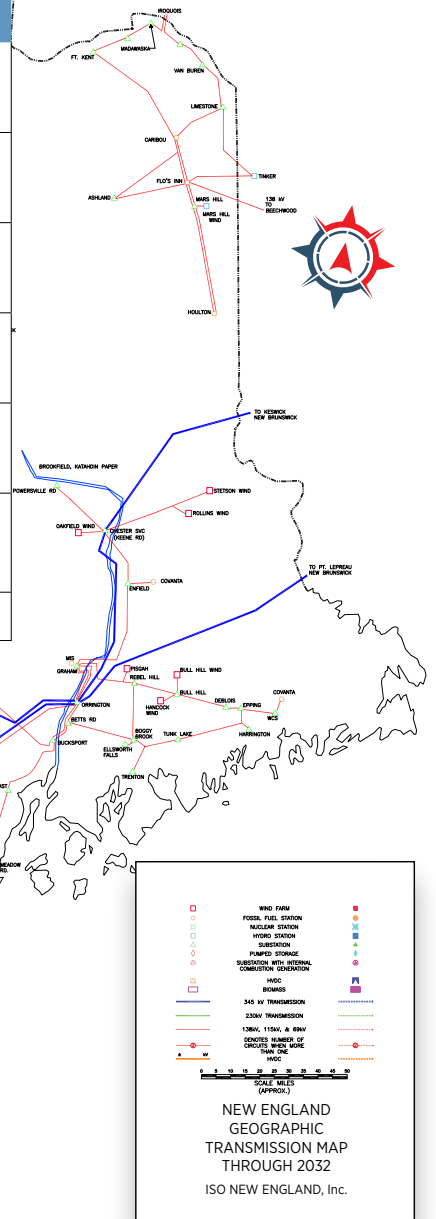 IROQUOIS
MADAWASKA
FT. KENT
VAN BUREN
LIMESTONE
CARIBOU
FLO'S INN
TINKER
ASHLAND
MARS HILL
MARS HILL
WIND
138 kV
TO
BEECHWOOD
HOULTON
K
TO KESWICK
NEW BRUNSWICK
BROOKFIELD, KATAHDIN PAPER
POWERSVILLE RD
STETSON WIND
ROLLINS WIND
OAKFIELD WIND
CHESTER SVC
(KEENE RD)
TO PT. LEPREAU
NEW BRUNSWICK
COVANTA
ENFIELD
MIS
GRAHAM
PISGAH
REBEL HILL
BULL HILL WIND
BULL HILL
HANCOCK
WIND
DEBLOIS
EPPING
COVANTA
WCS
ORRINGTON
BETTS RD
BUCKSPORT
BOGGY
BROOK
ELLSWORTH
FALLS
TUNK LAKE
HARRINGTON
TRENTON
ST
MEADOW
RD.
WIND FARM
FOSSIL FUEL STATION
NUCLEAR STATION
HYDRO STATION
SUBSTATION
PUMPED STORAGE
SUBSTATION WITH INTERNAL
COMBUSTION GENERATION
HVDC
BIOMASS
345 kV TRANSMISSION
230kV TRANSMISSION
138kV, 115kV, & 69kV
DENOTES NUMBER OF
CIRCUITS WHEN MORE
THAN ONE
kV
HVDC
0 5 10 15 20 25 30 35 40 45 50
SCALE MILES
(APPROX.)
NEW ENGLAND
GEOGRAPHIC
TRANSMISSION MAP
THROUGH 2032
ISO NEW ENGLAND, Inc.